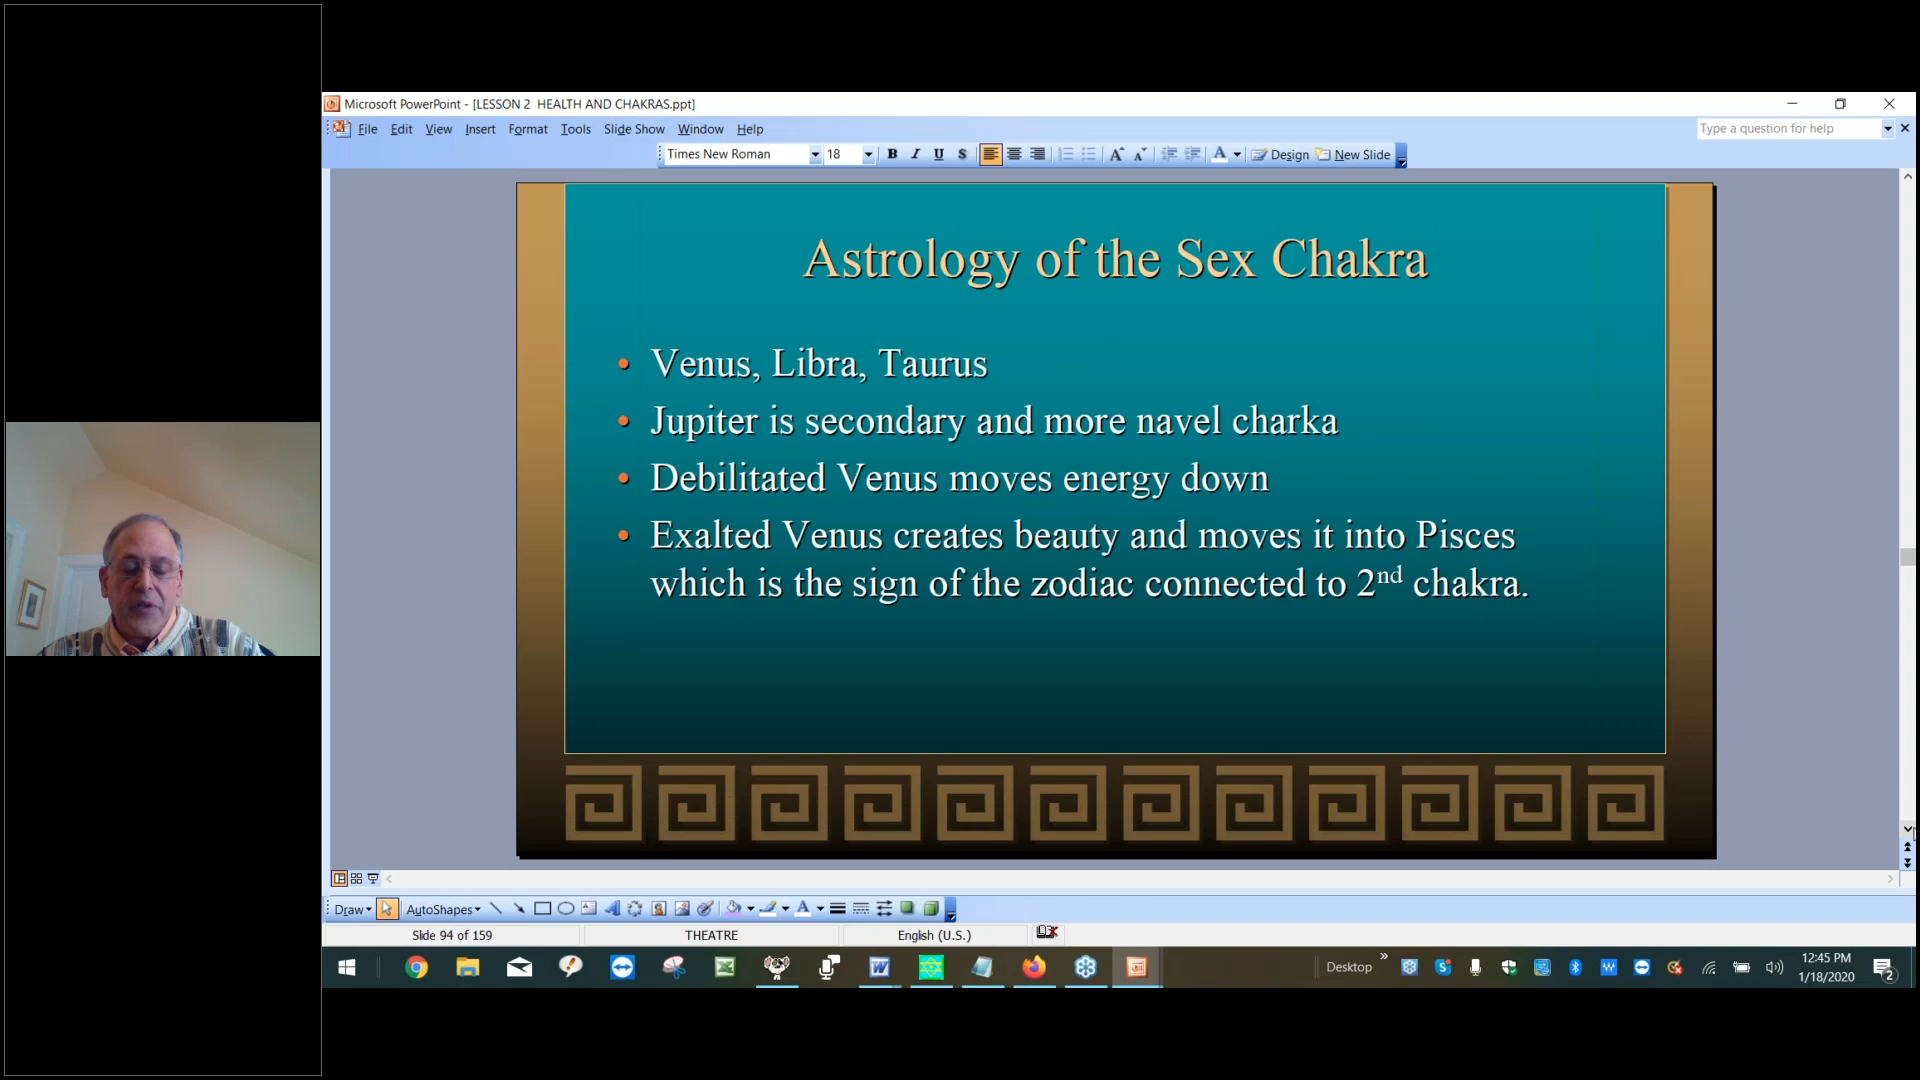 Microsoft PowerPoint - [LESSON 2  HEALTH AND CHAKRAS.ppt]
File Edit View Insert Format Tools Slide Show Window Help
Type a question for help
Times New Roman 18 B I U S A A A Design New Slide
Astrology of the Sex Chakra
• Venus, Libra, Taurus
• Jupiter is secondary and more navel charka
• Debilitated Venus moves energy down
• Exalted Venus creates beauty and moves it into Pisces
which is the sign of the zodiac connected to 2nd chakra.
Draw AutoShapes A
Slide 94 of 159 THEATRE English (U.S.)
Desktop
12:45 PM
1/18/2020
2